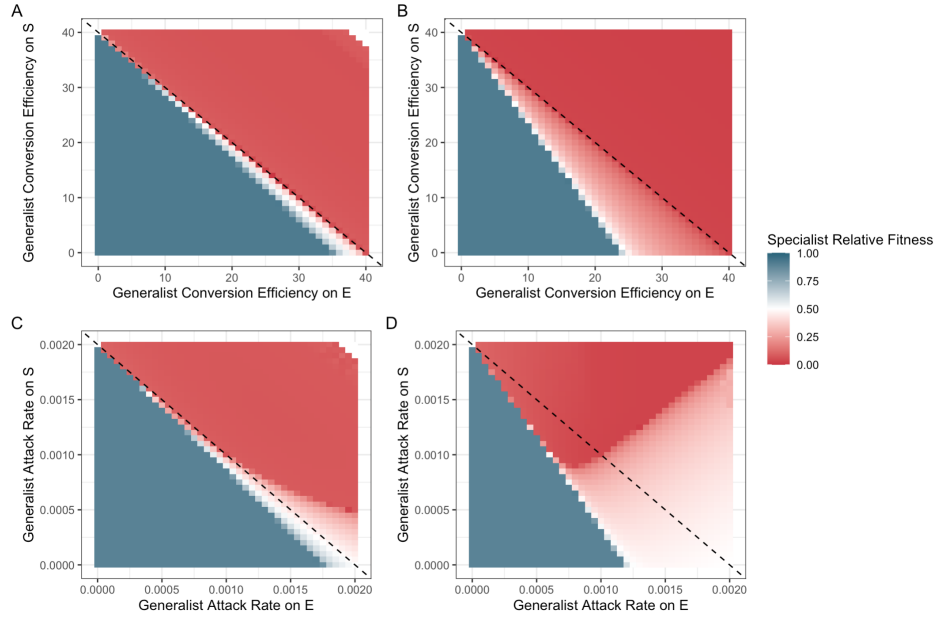 A
B
Generalist Conversion Efficiency on S
40
30
20
10
0
0 10 20 30 40
Generalist Conversion Efficiency on E
Generalist Conversion Efficiency on S
40
30
20
10
0
0 10 20 30 40
Generalist Conversion Efficiency on E
Specialist Relative Fitness
1.00
0.75
0.50
0.25
0.00
C
D
Generalist Attack Rate on S
0.0020
0.0015
0.0010
0.0005
0.0000
0.0000 0.0005 0.0010 0.0015 0.0020
Generalist Attack Rate on E
Generalist Attack Rate on S
0.0020
0.0015
0.0010
0.0005
0.0000
0.0000 0.0005 0.0010 0.0015 0.0020
Generalist Attack Rate on E